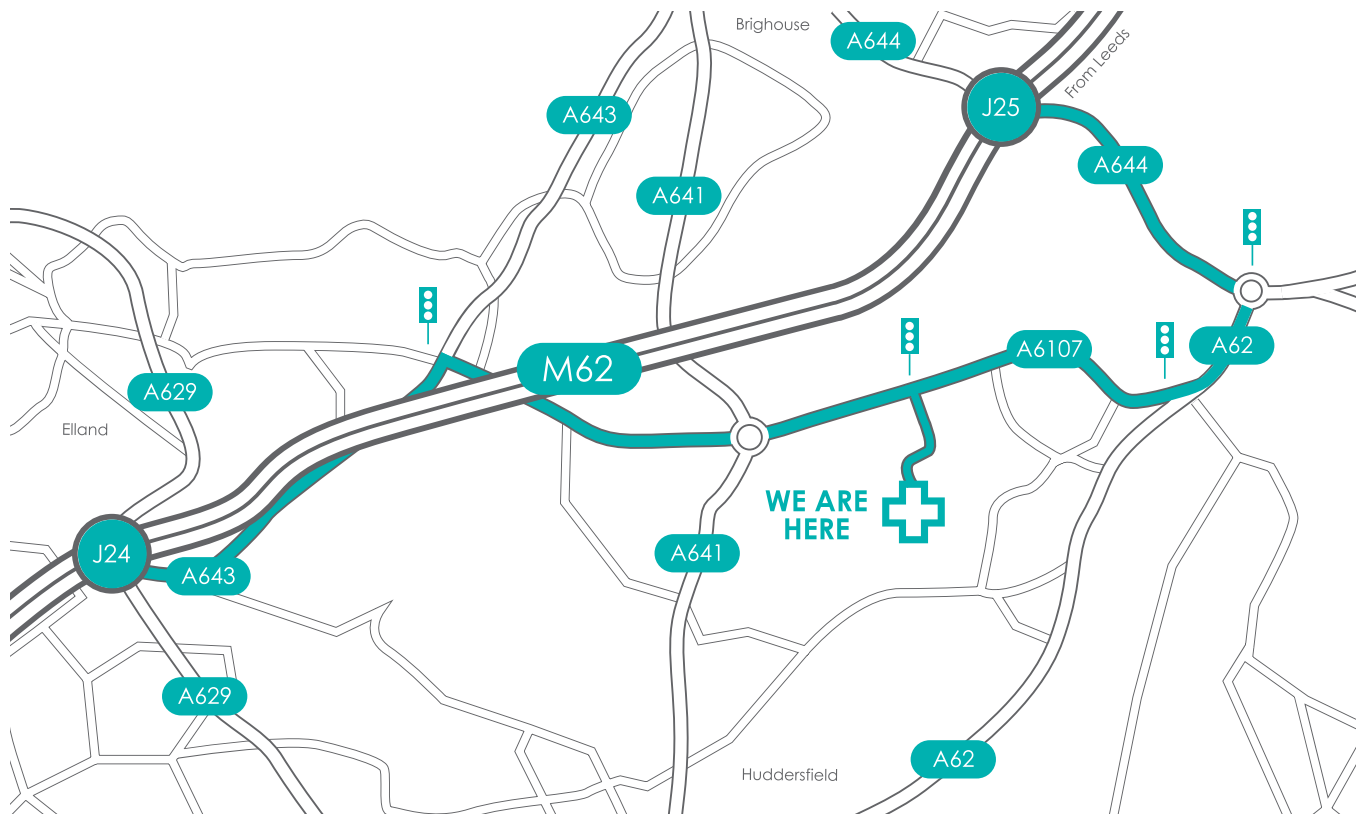 Brighouse
A644
From Leeds
J25
A643
A644
A641
A62
A6107
M62
A629
Elland
WE ARE
HERE
J24
A641
A643
A629
A62
Huddersfield